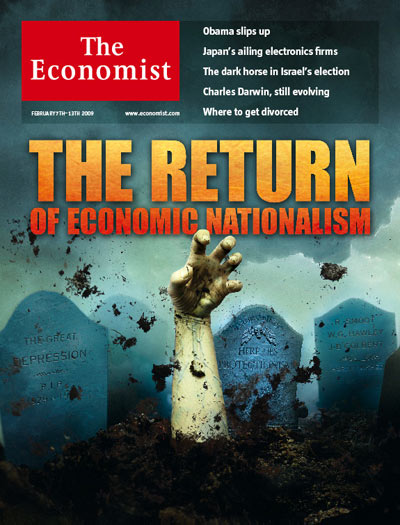 The
Economist
FEBRUARY 7TH–13TH 2009
www.economist.com
Obama slips up
Japan's ailing electronics firms
The dark horse in Israel's election
Charles Darwin, still evolving
Where to get divorced
THE RETURN
OF ECONOMIC NATIONALISM
THE GREAT
DEPRESSION
R.I.P.
HERE LIES
PROTECTIONISM
R. SMOOT
W.C. HAWLEY